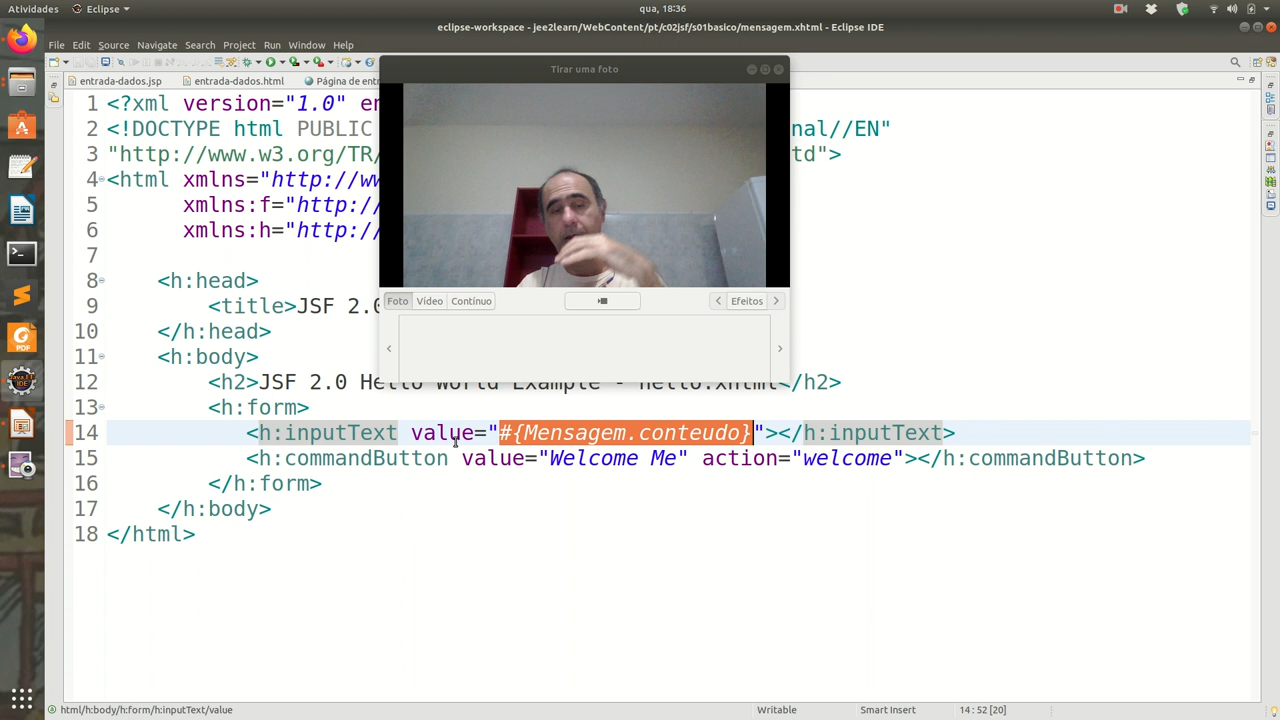 Atividades Eclipse qua, 18:36
eclipse-workspace - jee2learn/WebContent/pt/c02jsf/s01basico/mensagem.xhtml - Eclipse IDE
File Edit Source Navigate Search Project Run Window Help
entrada-dados.jsp entrada-dados.html Página de entr
Tirar uma foto
1 <?xml version="1.0" en
2 <!DOCTYPE html PUBLIC nal//EN"
3 "http://www.w3.org/TR/ td">
4 <html xmlns="http://ww
5 xmlns:f="http://
6 xmlns:h="http://
7
8 <h:head>
9 <title>JSF 2.0
10 </h:head>
11 <h:body>
12 <h2>JSF 2.0 Hello World Example - hello.xhtml</h2>
13 <h:form>
14 <h:inputText value="#{Mensagem.conteudo}"></h:inputText>
15 <h:commandButton value="Welcome Me" action="welcome"></h:commandButton>
16 </h:form>
17 </h:body>
18 </html>
Foto Vídeo Contínuo Efeitos
html/h:body/h:form/h:inputText/value Writable Smart Insert 14 : 52 [20]